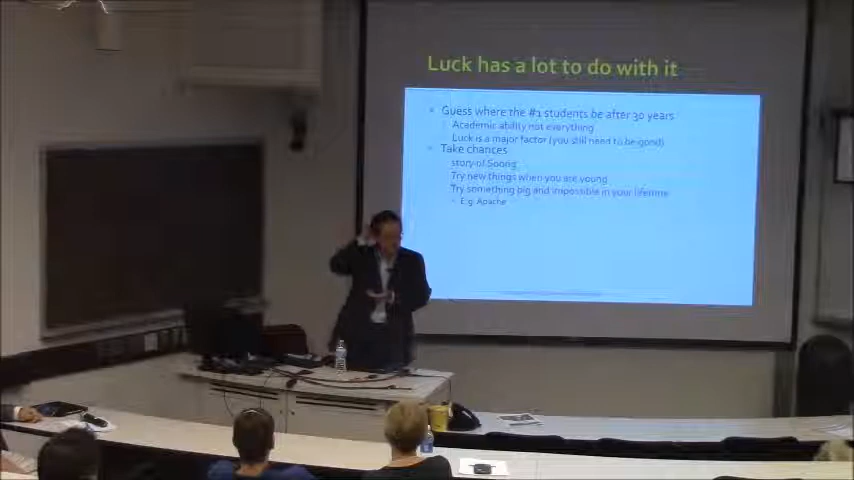 Luck has a lot to do with it
Guess where the #1 students be after 30 years
Academic ability not everything
Luck is a major factor (you still need to be good)
Take chances
story of Soong
Try new things when you are young
Try something big and impossible in your lifetime
E.g. Apache